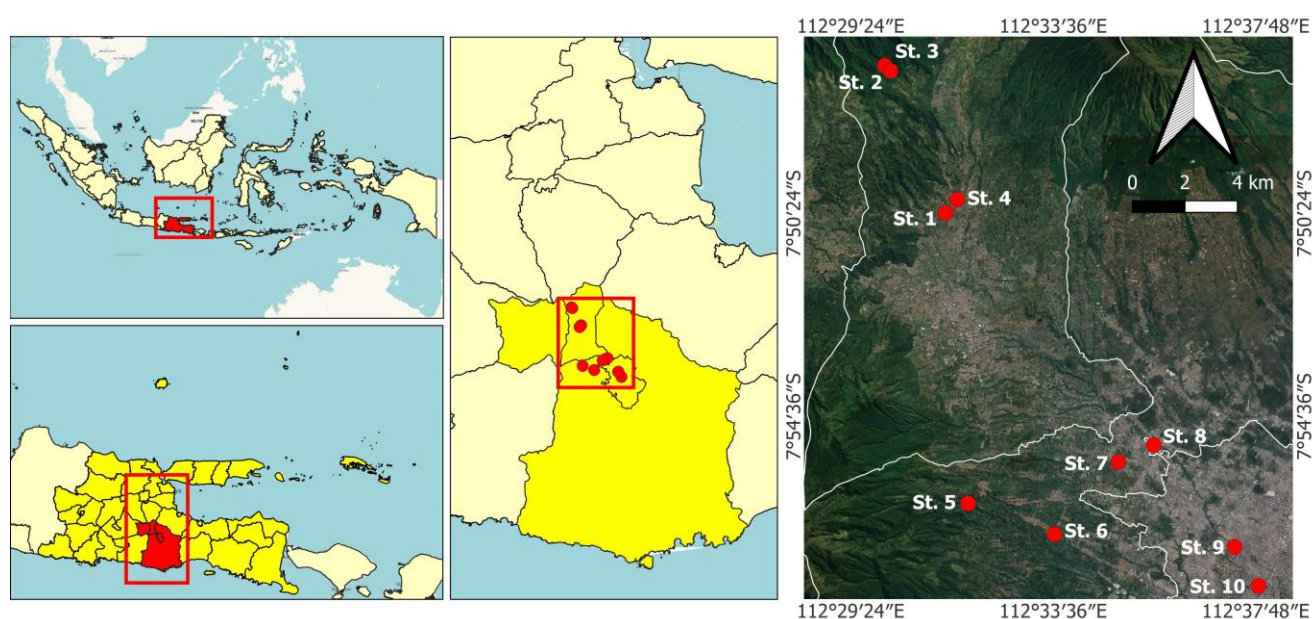 112°29′24″E 112°33′36″E 112°37′48″E
St. 3
St. 2
0 2 4 km
St. 4
St. 1
7°50′24″S 7°50′24″S
7°54′36″S 7°54′36″S
St. 8
St. 7
St. 5
St. 6
St. 9
St. 10
112°29′24″E 112°33′36″E 112°37′48″E